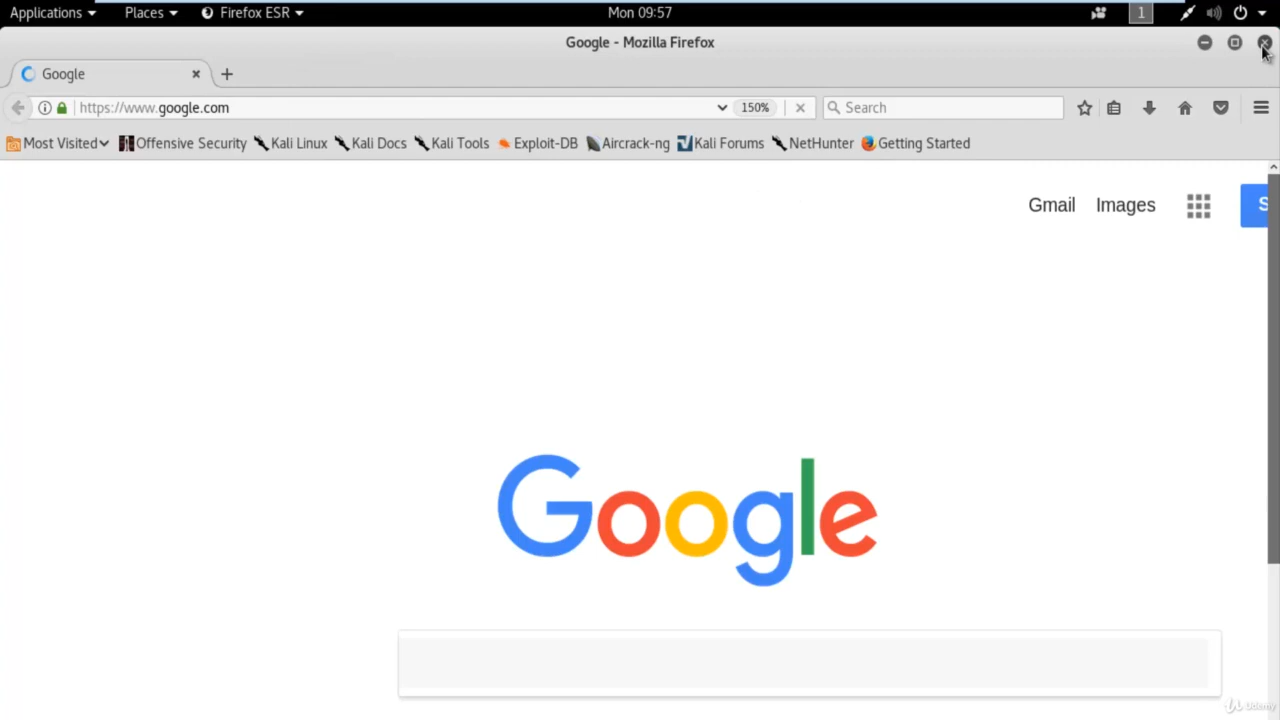 Applications Places Firefox ESR Mon 09:57 1
Google - Mozilla Firefox
Google
https://www.google.com 150% Search
Most Visited Offensive Security Kali Linux Kali Docs Kali Tools Exploit-DB Aircrack-ng Kali Forums NetHunter Getting Started
Gmail Images S
Google
Udemy